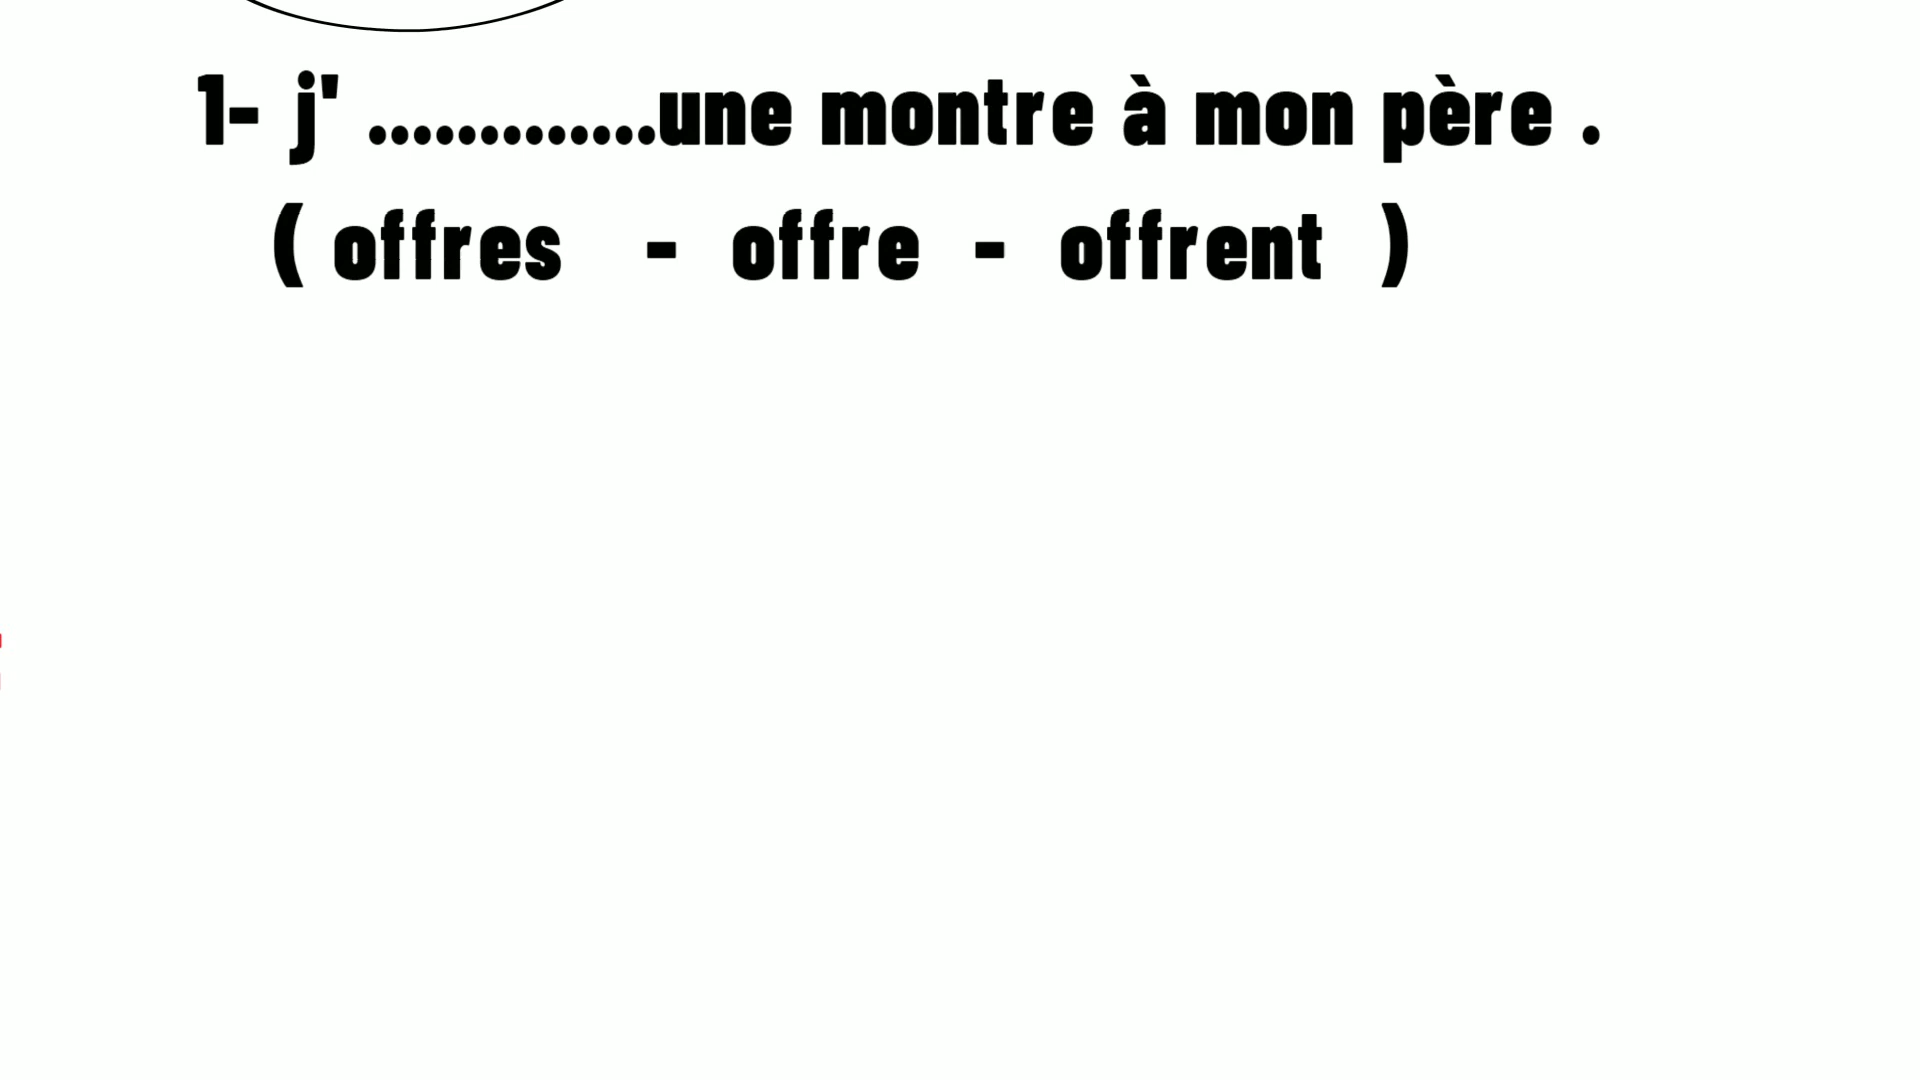 1- j' .............une montre à mon père .
( offres - offre - offrent )